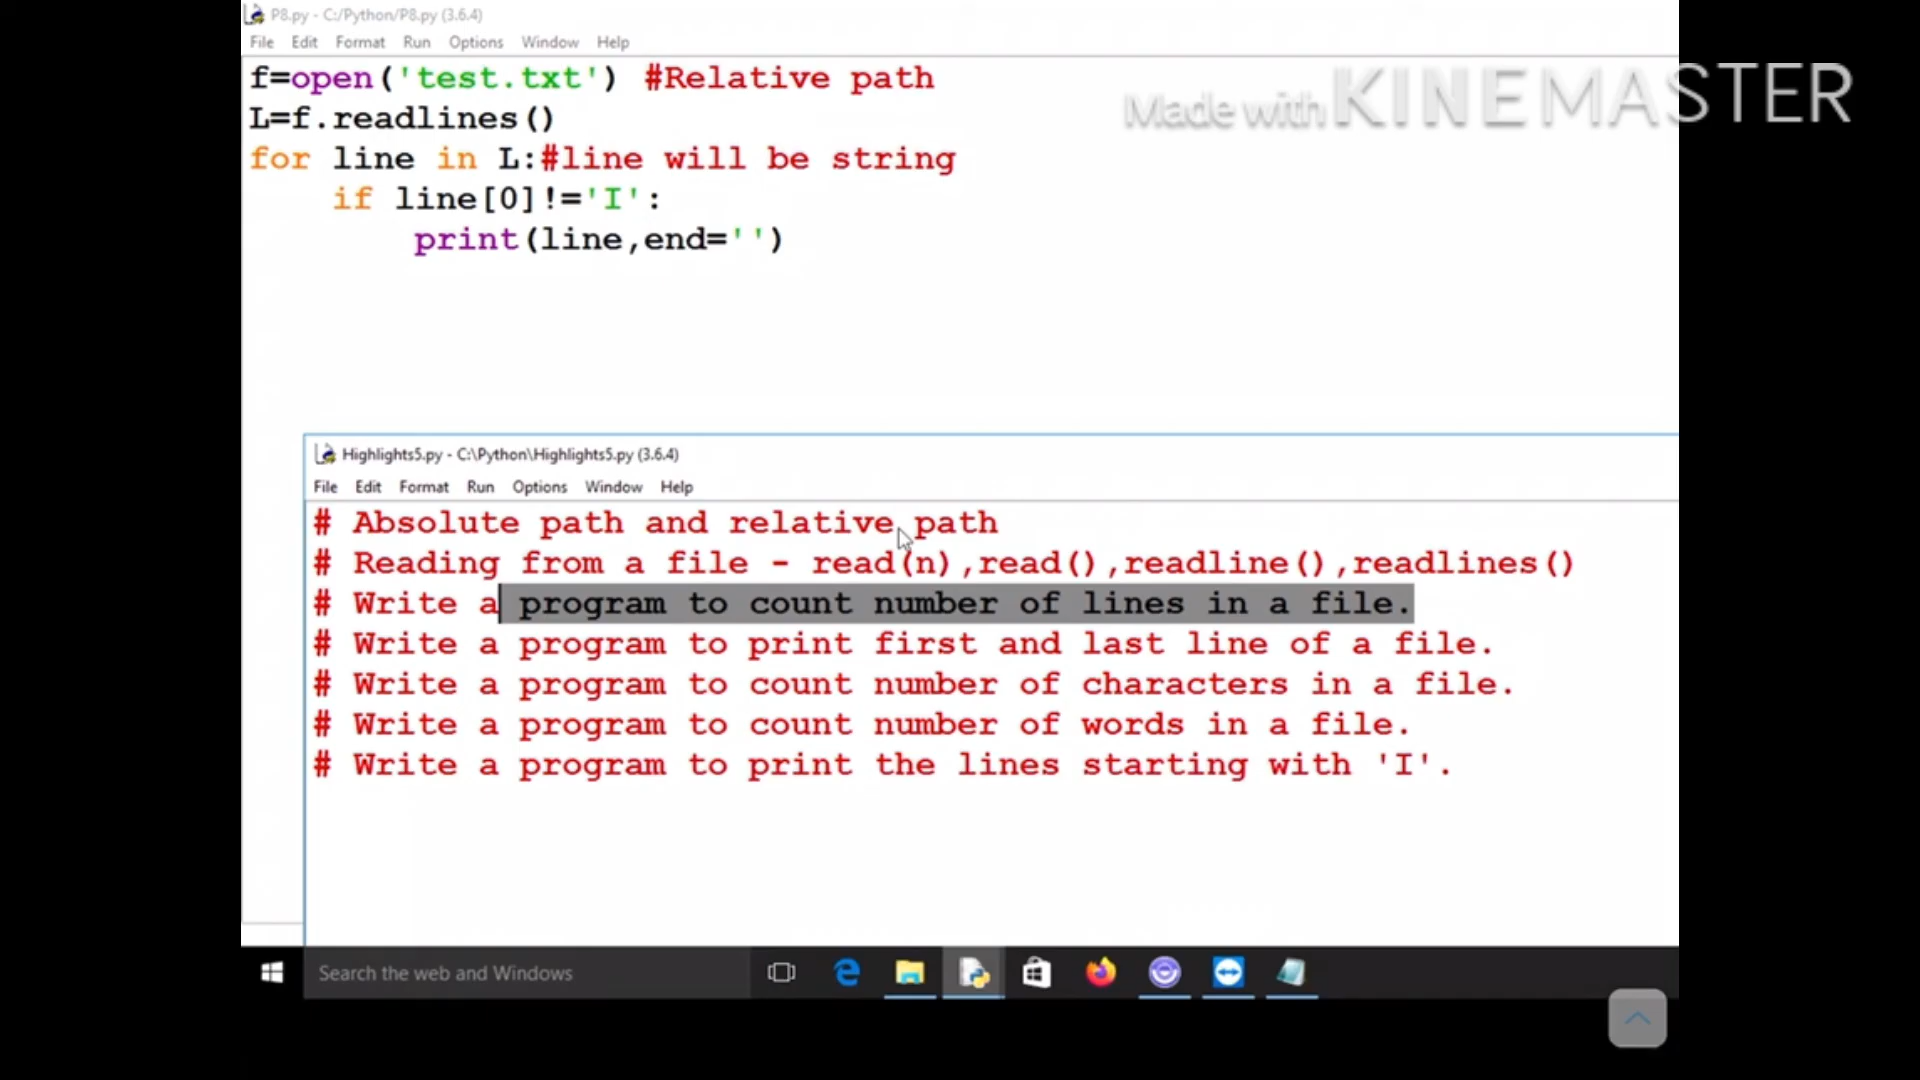 P8.py - C:/Python/P8.py (3.6.4)
File Edit Format Run Options Window Help
f=open('test.txt') #Relative path
L=f.readlines()
for line in L:#line will be string
    if line[0]!='I':
        print(line,end='')
Made with KINEMASTER
Highlights5.py - C:\Python\Highlights5.py (3.6.4)
File Edit Format Run Options Window Help
# Absolute path and relative path
# Reading from a file - read(n),read(),readline(),readlines()
# Write a program to count number of lines in a file.
# Write a program to print first and last line of a file.
# Write a program to count number of characters in a file.
# Write a program to count number of words in a file.
# Write a program to print the lines starting with 'I'.
Search the web and Windows